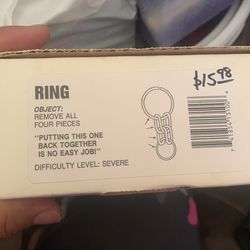 RING
$15.98
OBJECT:
REMOVE ALL
FOUR PIECES
"PUTTING THIS ONE
BACK TOGETHER
IS NO EASY JOB!"
DIFFICULTY LEVEL: SEVERE